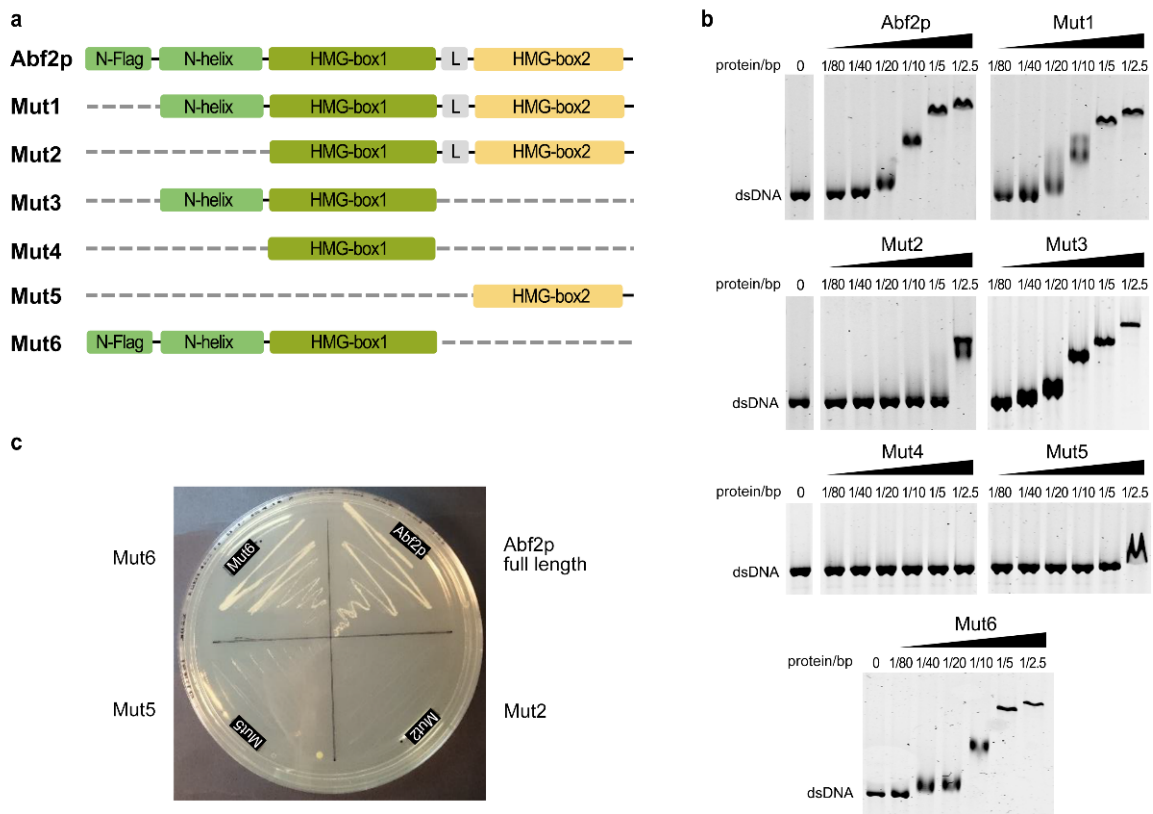 a
Abf2p N-Flag N-helix HMG-box1 L HMG-box2
Mut1 N-helix HMG-box1 L HMG-box2
Mut2 HMG-box1 L HMG-box2
Mut3 N-helix HMG-box1
Mut4 HMG-box1
Mut5 HMG-box2
Mut6 N-Flag N-helix HMG-box1
b
Abf2p Mut1
protein/bp 0 1/80 1/40 1/20 1/10 1/5 1/2.5 1/80 1/40 1/20 1/10 1/5 1/2.5
dsDNA
Mut2 Mut3
protein/bp 0 1/80 1/40 1/20 1/10 1/5 1/2.5 1/80 1/40 1/20 1/10 1/5 1/2.5
dsDNA
Mut4 Mut5
protein/bp 0 1/80 1/40 1/20 1/10 1/5 1/2.5 1/80 1/40 1/20 1/10 1/5 1/2.5
dsDNA
Mut6
protein/bp 0 1/80 1/40 1/20 1/10 1/5 1/2.5
dsDNA
c
Mut6
Mut6
Abf2p
Abf2p
full length
Mut5
Mut5
Mut2
Mut2